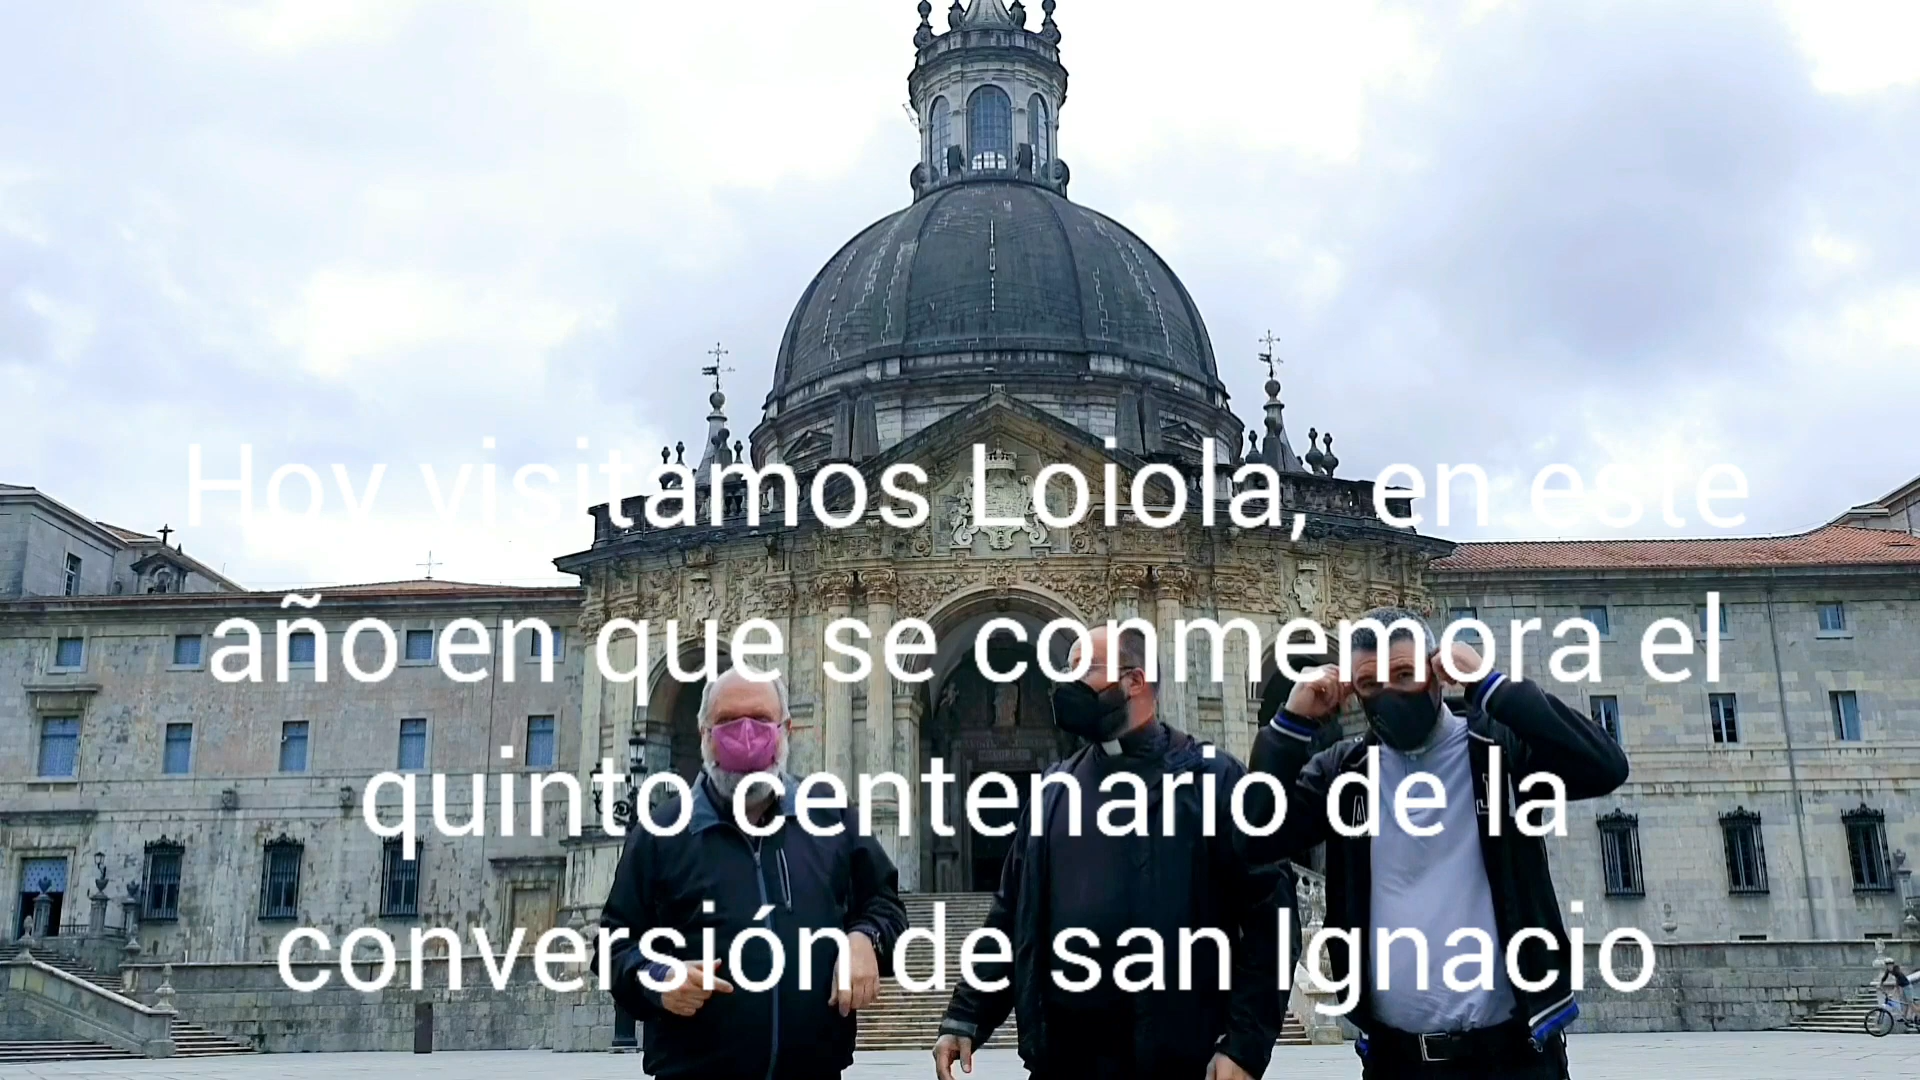 Hoy visitamos Loiola, en este
año en que se conmemora el
quinto centenario de la
conversión de san Ignacio